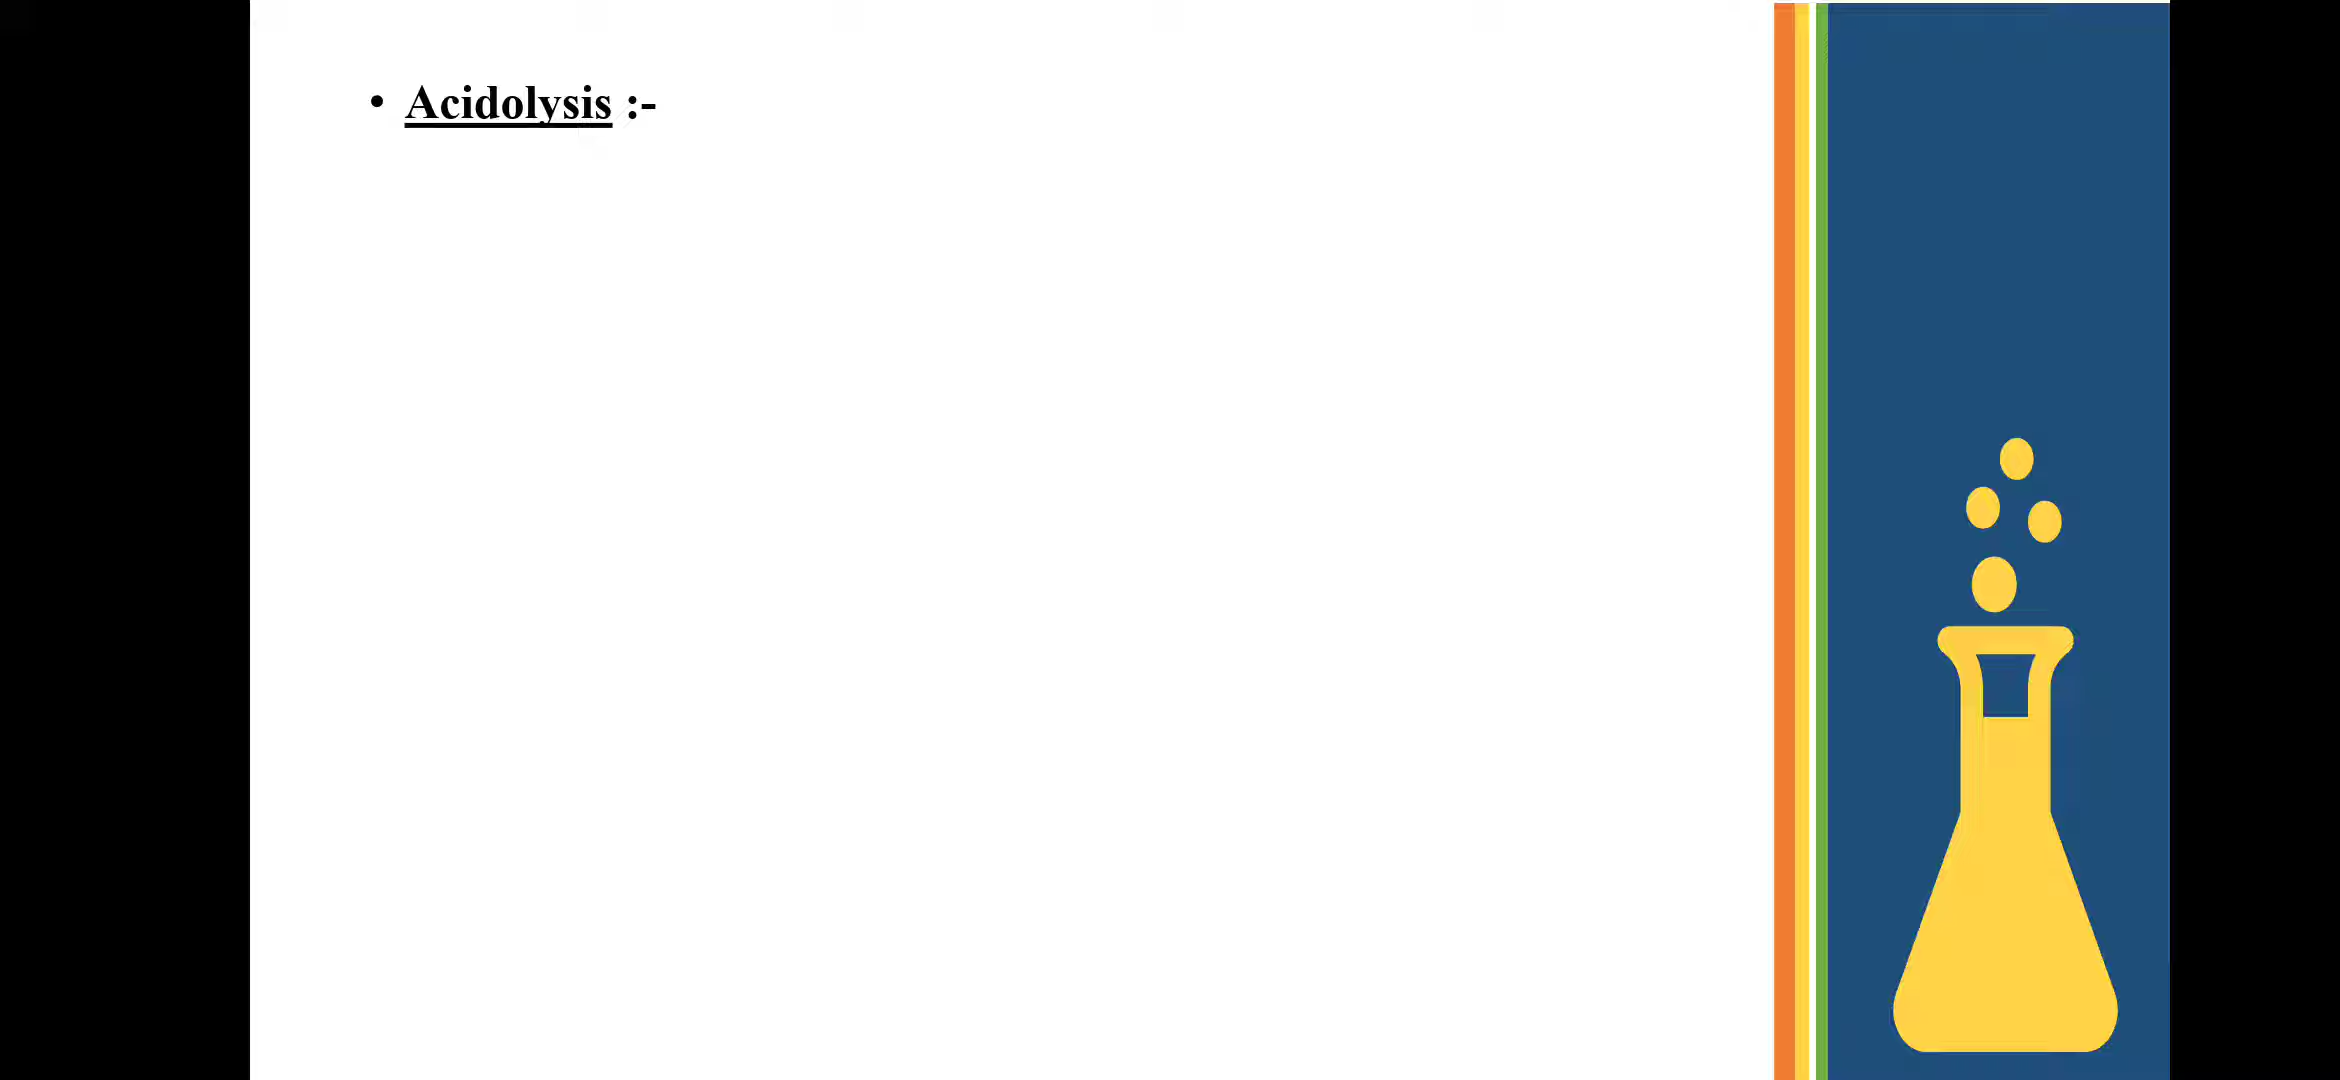 • Acidolysis :-